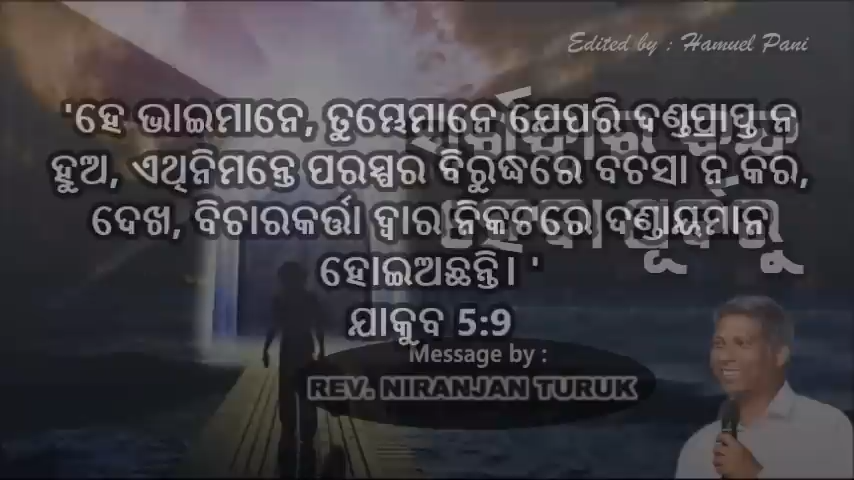 Edited by : Hamuel Pani
'ହେ ଭାଇମାନେ, ତୁମ୍ଭେମାନେ ଯେପରି ଦଣ୍ଡପ୍ରାପ୍ତ ନ
ହୁଅ, ଏଥିନିମନ୍ତେ ପରସ୍ପର ବିରୁଦ୍ଧରେ ବଚସା ନ କର,
ଦେଖ, ବିଚାରକର୍ତ୍ତା ଦ୍ୱାର ନିକଟରେ ଦଣ୍ଡାୟମାନ
ହୋଇଅଛନ୍ତି। '
ଯାକୁବ 5:9
ହେବା ପୂର୍ବରୁ
Message by :
REV. NIRANJAN TURUK